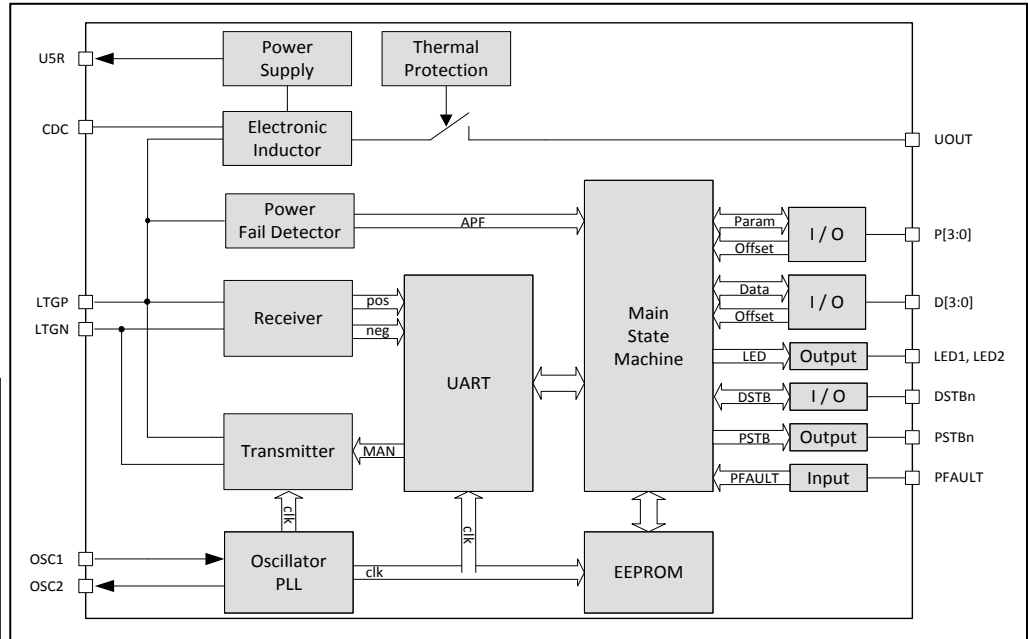 U5R
Power
Supply
Thermal
Protection
CDC
Electronic
Inductor
UOUT
Power
Fail Detector
APF
Param
Offset
I / O
P[3:0]
LTGP
LTGN
Receiver
pos
neg
UART
Main
State
Machine
Data
Offset
I / O
D[3:0]
LED
Output
LED1, LED2
DSTB
I / O
DSTBn
Transmitter
MAN
PSTB
Output
PSTBn
PFAULT
Input
PFAULT
clk
clk
OSC1
OSC2
Oscillator
PLL
clk
EEPROM